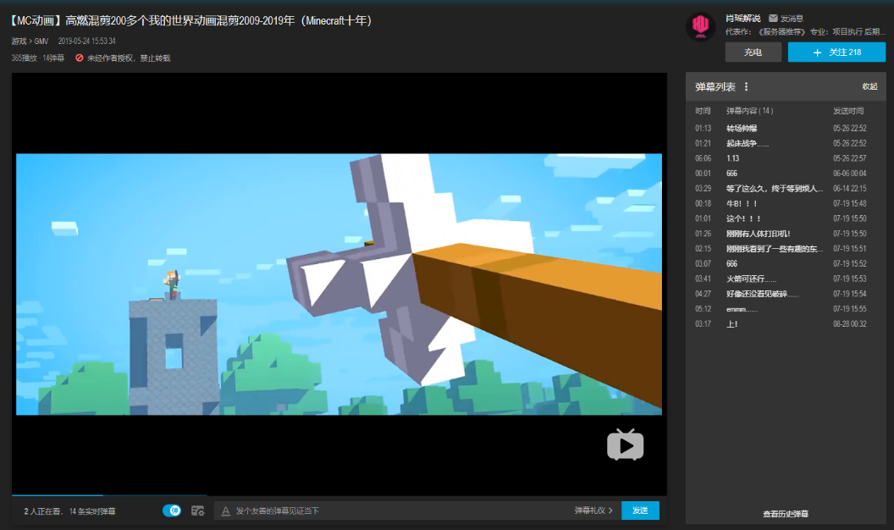 【MC动画】高燃混剪200多个我的世界动画混剪2009-2019年（Minecraft十年）
游戏 > GMV 2019-05-24 15:53:34
365播放 · 14弹幕 未经作者授权，禁止转载
肖瑶解说 发消息
代表作：《服务器推荐》 专业：项目执行 后期...
充电
+ 关注 218
弹幕列表
收起
时间 弹幕内容 ( 14 ) 发送时间
01:13 转场帅爆 05-26 22:52
01:21 起床战争...... 05-26 22:52
06:06 1.13 05-26 22:57
00:01 666 06-06 00:04
03:29 等了这么久，终于等到烦人... 06-14 22:15
00:18 牛B！！！ 07-19 15:48
01:01 这个！！！ 07-19 15:50
01:26 刚刚有人体打印机！ 07-19 15:50
02:15 刚刚我看到了一些有趣的东... 07-19 15:51
03:07 666 07-19 15:52
03:41 火箭可还行...... 07-19 15:53
04:27 好像还没看见破碎...... 07-19 15:54
05:12 emmm...... 07-19 15:55
03:17 上！ 08-28 00:32
查看历史弹幕
2 人正在看， 14 条实时弹幕
弹
A 发个友善的弹幕见证当下
弹幕礼仪 >
发送